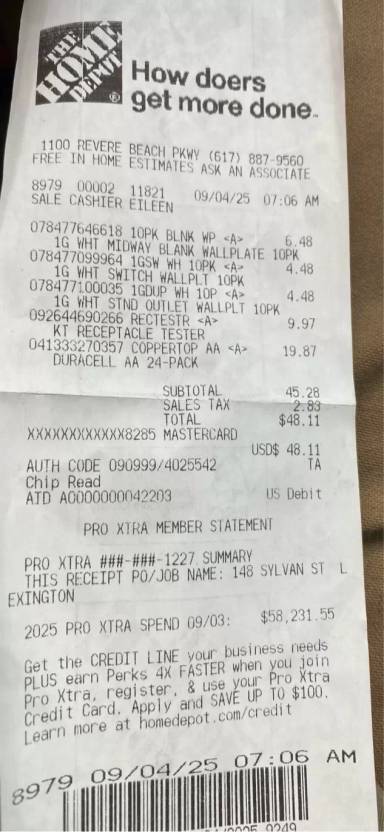 THE
HOME
DEPOT
®
How doers
get more done™
1100 REVERE BEACH PKWY (617) 887-9560
FREE IN HOME ESTIMATES ASK AN ASSOCIATE
8979 00002 11821 09/04/25 07:06 AM
SALE CASHIER EILEEN
078477646618 10PK BLNK WP <A> 6.48
1G WHT MIDWAY BLANK WALLPLATE 10PK
078477099964 1GSW WH 10PK <A> 4.48
1G WHT SWITCH WALLPLT 10PK
078477100035 1GDUP WH 10P <A> 4.48
1G WHT STND OUTLET WALLPLT 10PK
092644690266 RECTESTR <A> 9.97
KT RECEPTACLE TESTER
041333270357 COPPERTOP AA <A> 19.87
DURACELL AA 24-PACK
SUBTOTAL 45.28
SALES TAX 2.83
TOTAL $48.11
XXXXXXXXXXXX8285 MASTERCARD
USD$ 48.11
AUTH CODE 090999/4025542 TA
Chip Read
AID A0000000042203 US Debit
PRO XTRA MEMBER STATEMENT
PRO XTRA ###-###-1227 SUMMARY
THIS RECEIPT PO/JOB NAME: 148 SYLVAN ST L
EXINGTON
2025 PRO XTRA SPEND 09/03: $58,231.55
Get the CREDIT LINE your business needs
PLUS earn Perks 4X FASTER when you join
Pro Xtra, register, & use your Pro Xtra
Credit Card. Apply and SAVE UP TO $100.
Learn more at homedepot.com/credit
8979 09/04/25 07:06 AM